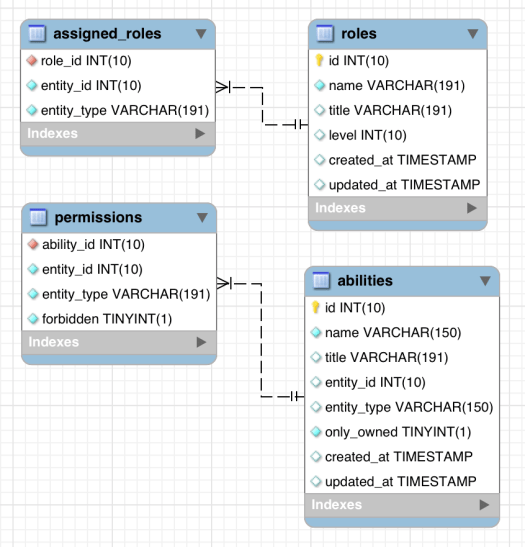 assigned_roles
role_id INT(10)
entity_id INT(10)
entity_type VARCHAR(191)
Indexes
roles
id INT(10)
name VARCHAR(191)
title VARCHAR(191)
level INT(10)
created_at TIMESTAMP
updated_at TIMESTAMP
Indexes
permissions
ability_id INT(10)
entity_id INT(10)
entity_type VARCHAR(191)
forbidden TINYINT(1)
Indexes
abilities
id INT(10)
name VARCHAR(150)
title VARCHAR(191)
entity_id INT(10)
entity_type VARCHAR(150)
only_owned TINYINT(1)
created_at TIMESTAMP
updated_at TIMESTAMP
Indexes